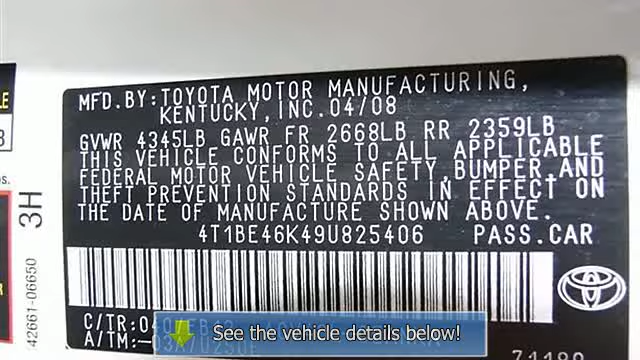 MFD.BY:TOYOTA MOTOR MANUFACTURING,
KENTUCKY, INC. 04/08
GVWR 4345LB GAWR FR 2668LB RR 2359LB
THIS VEHICLE CONFORMS TO ALL APPLICABLE
FEDERAL MOTOR VEHICLE SAFETY BUMPER,AND
THEFT PREVENTION STANDARDS IN EFFECT ON
THE DATE OF MANUFACTURE SHOWN ABOVE.
4T1BE46K49U825406 PASS.CAR
C/TR:
A/TM:
See the vehicle details below!
3H
42661-06650